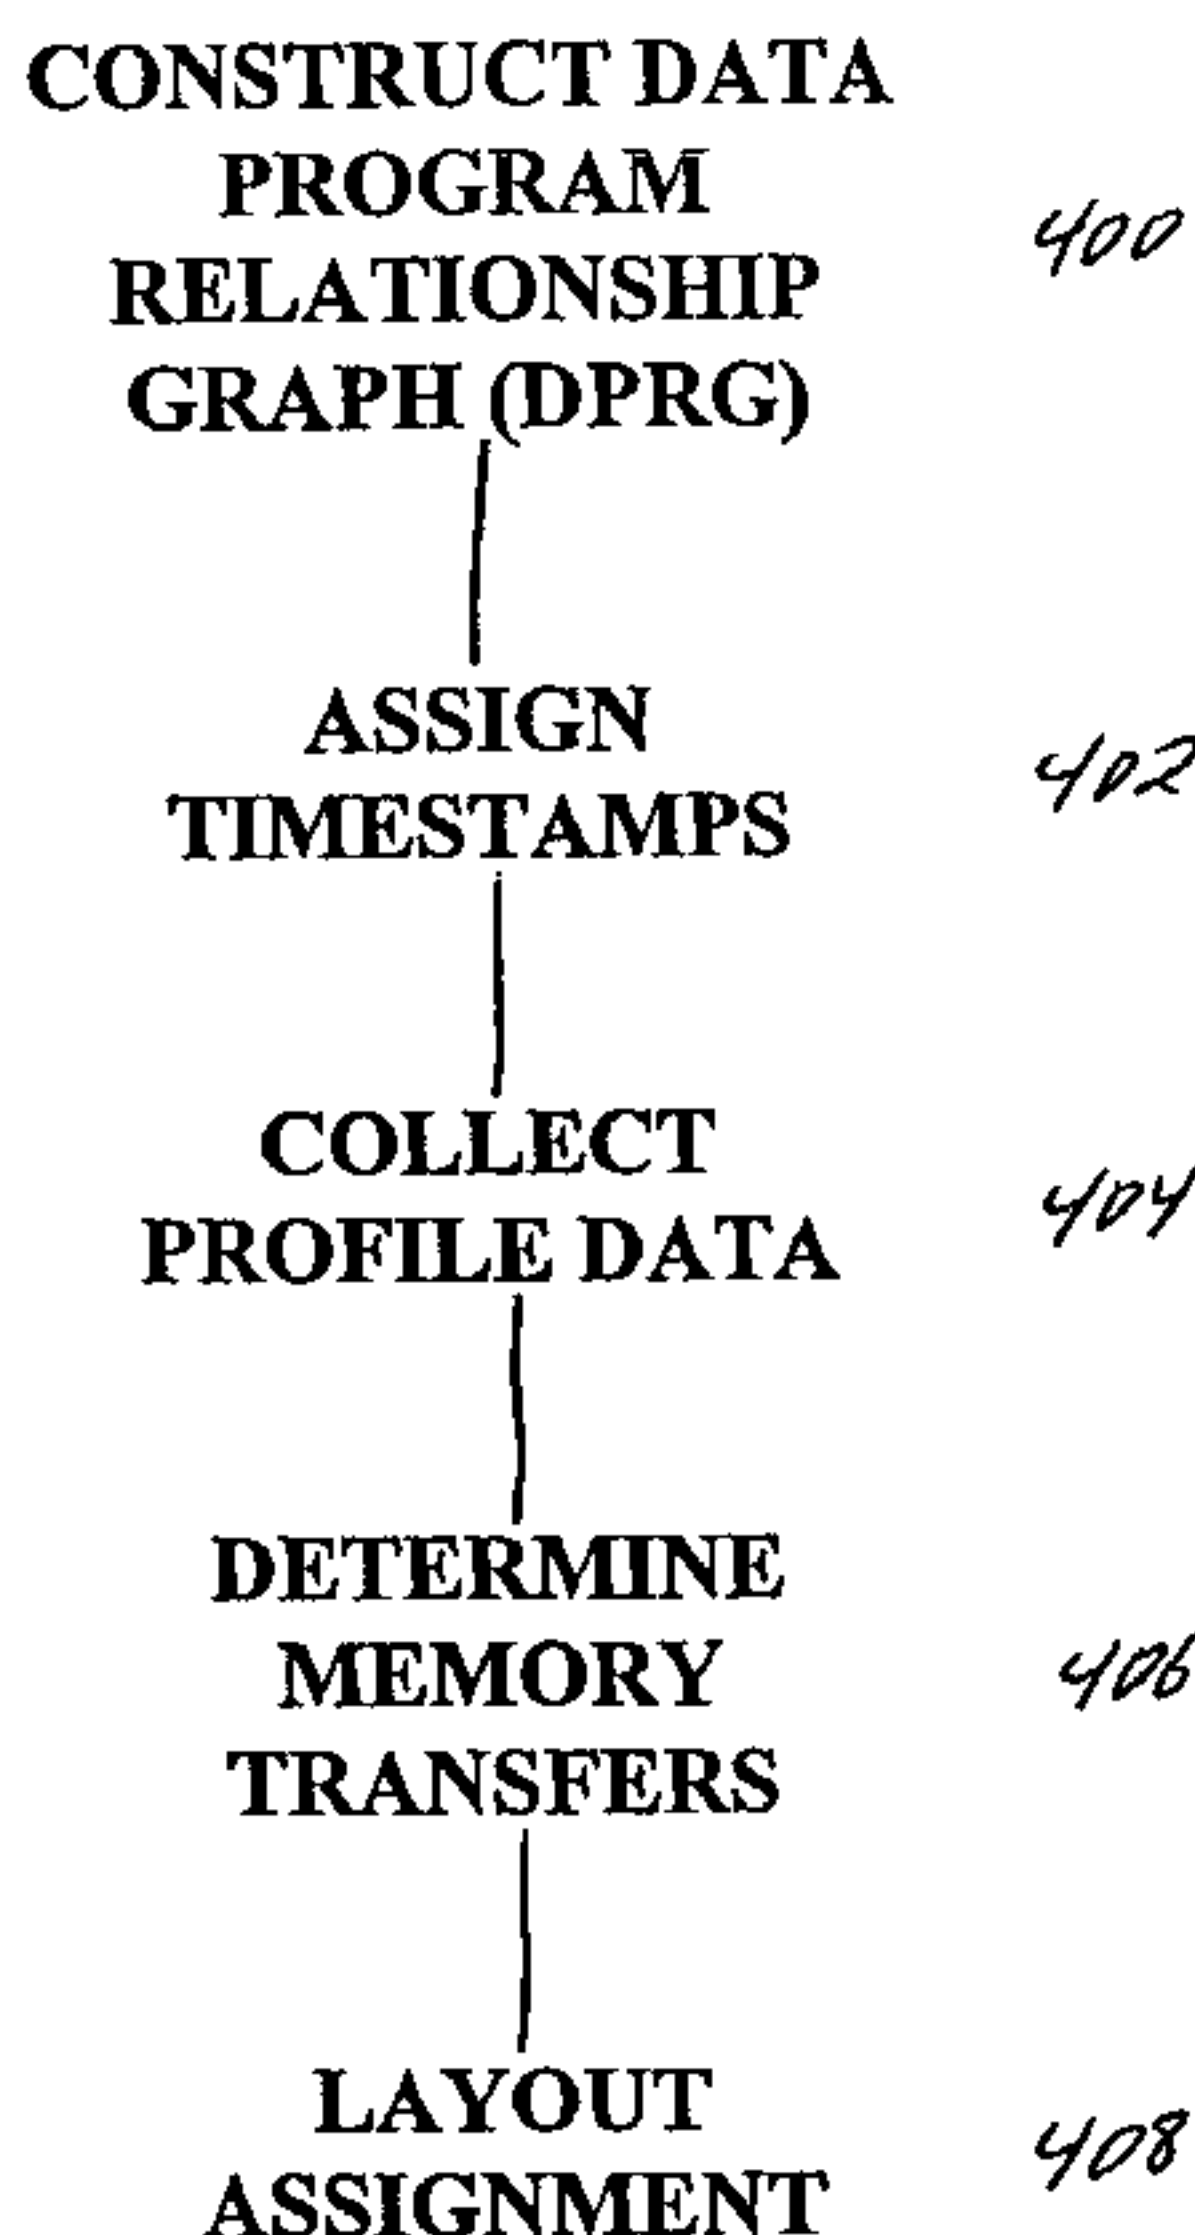 CONSTRUCT DATA
PROGRAM
400
RELATIONSHIP
GRAPH (DPRG)
ASSIGN
402
TIMESTAMPS
COLLECT
404
PROFILE DATA
DETERMINE
MEMORY
406
TRANSFERS
LAYOUT
408
ASSIGNMENT